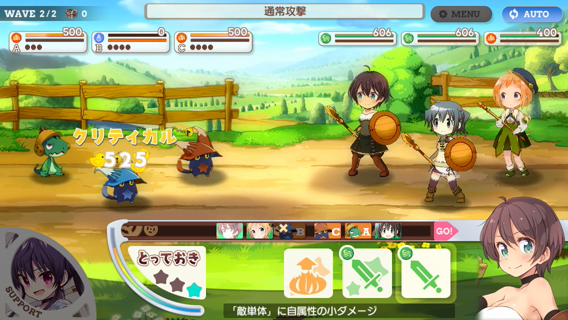 WAVE 2/2 0
通常攻撃
MENU
AUTO
500 0 500
A B C
606 606 400
クリティカル
525
B C A GO!
とっておき
SUPPORT
「敵単体」に自属性の小ダメージ